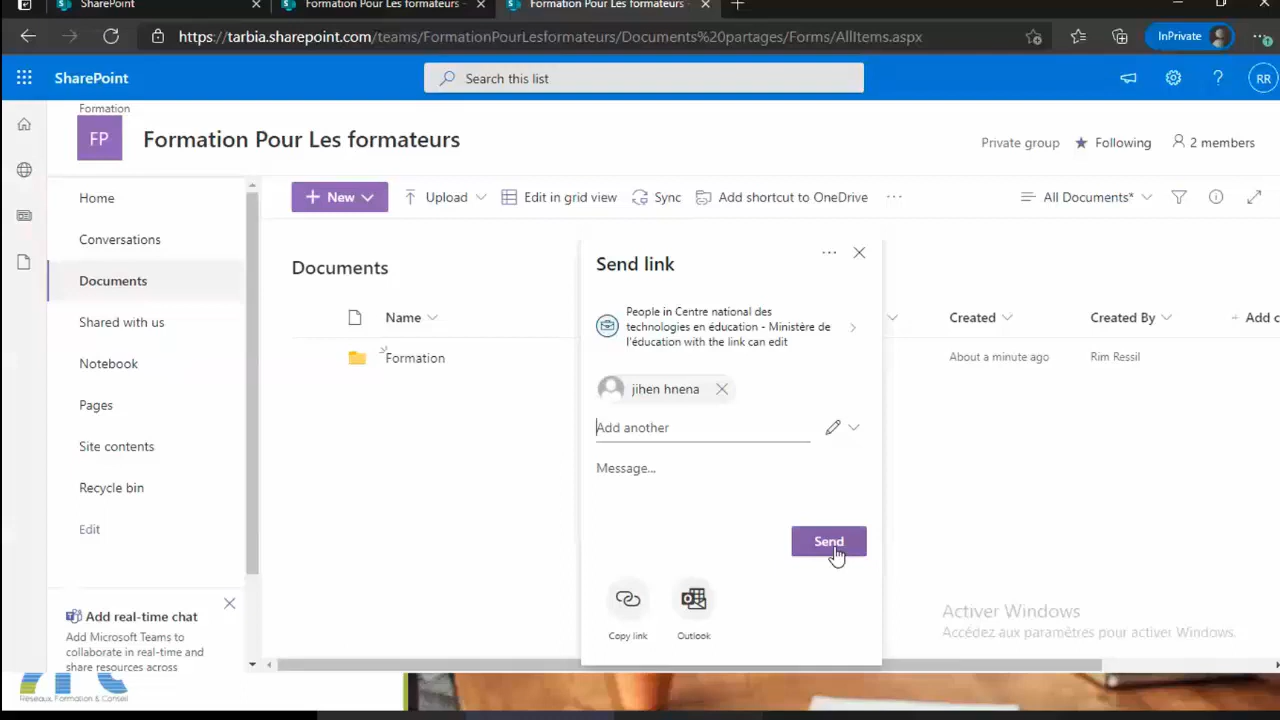 SharePoint
Formation Pour Les formateurs -
Formation Pour Les formateurs -
https://tarbia.sharepoint.com/teams/FormationPourLesformateurs/Documents%20partages/Forms/AllItems.aspx
InPrivate
SharePoint
Search this list
RR
Formation
FP
Formation Pour Les formateurs
Private group
Following
2 members
Home
Conversations
Documents
Shared with us
Notebook
Pages
Site contents
Recycle bin
Edit
New
Upload
Edit in grid view
Sync
Add shortcut to OneDrive
All Documents*
Documents
Name
Created
Created By
Add c
Formation
About a minute ago
Rim Ressil
Send link
People in Centre national des
technologies en éducation - Ministère de
l'éducation with the link can edit
jihen hnena
Add another
Message...
Send
Copy link
Outlook
Add real-time chat
Add Microsoft Teams to
collaborate in real-time and
share resources across
Activer Windows
Accédez aux paramètres pour activer Windows.
Réseaux, Formation & Conseil